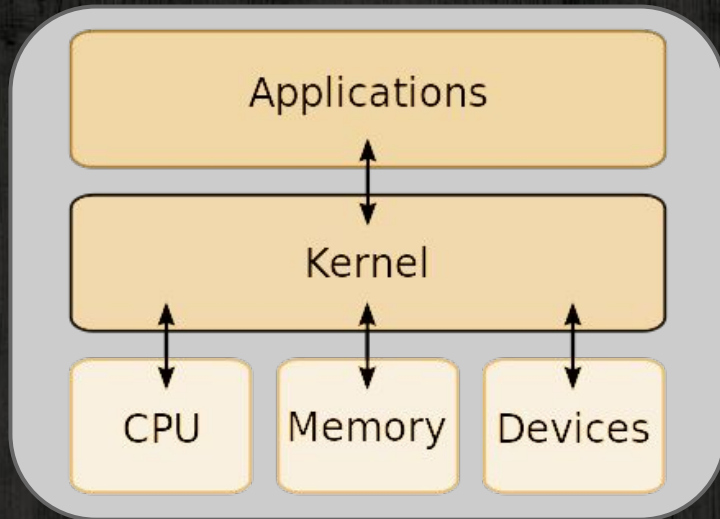 Applications
Kernel
CPU
Memory
Devices